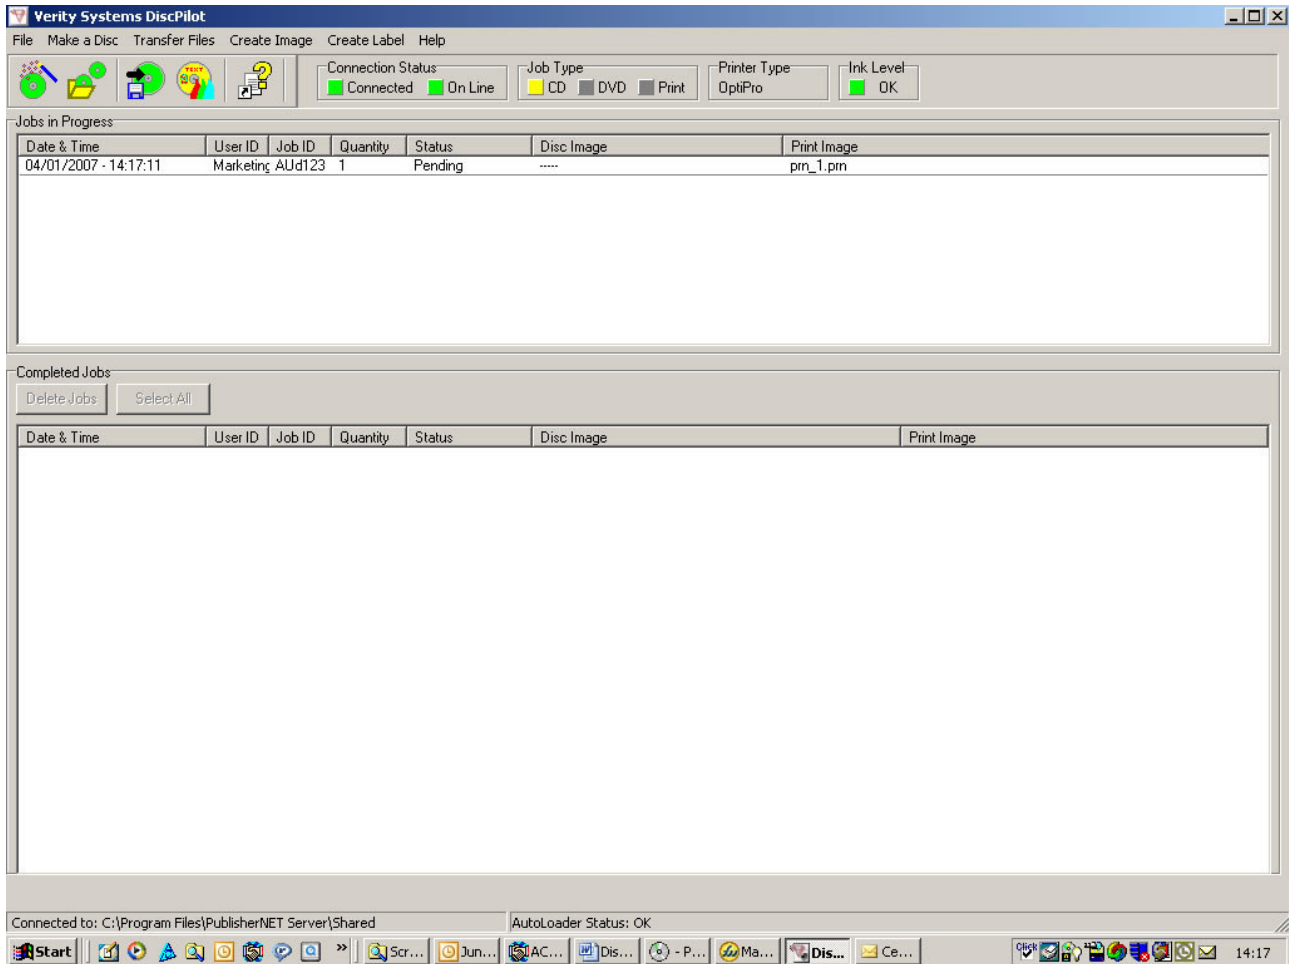 Verity Systems DiscPilot
File Make a Disc Transfer Files Create Image Create Label Help
TEXT
Connection Status Job Type Printer Type Ink Level
Connected On Line CD DVD Print OptiPro OK
Jobs in Progress
Date & Time User ID Job ID Quantity Status Disc Image Print Image
04/01/2007 - 14:17:11 Marketing AUd123 1 Pending ----- prn_1.prn
Completed Jobs
Delete Jobs Select All
Date & Time User ID Job ID Quantity Status Disc Image Print Image
Connected to: C:\Program Files\PublisherNET Server\Shared AutoLoader Status: OK
Start » Scr... Jun... AC... Dis... - P... Ma... Dis... Ce... Click 14:17